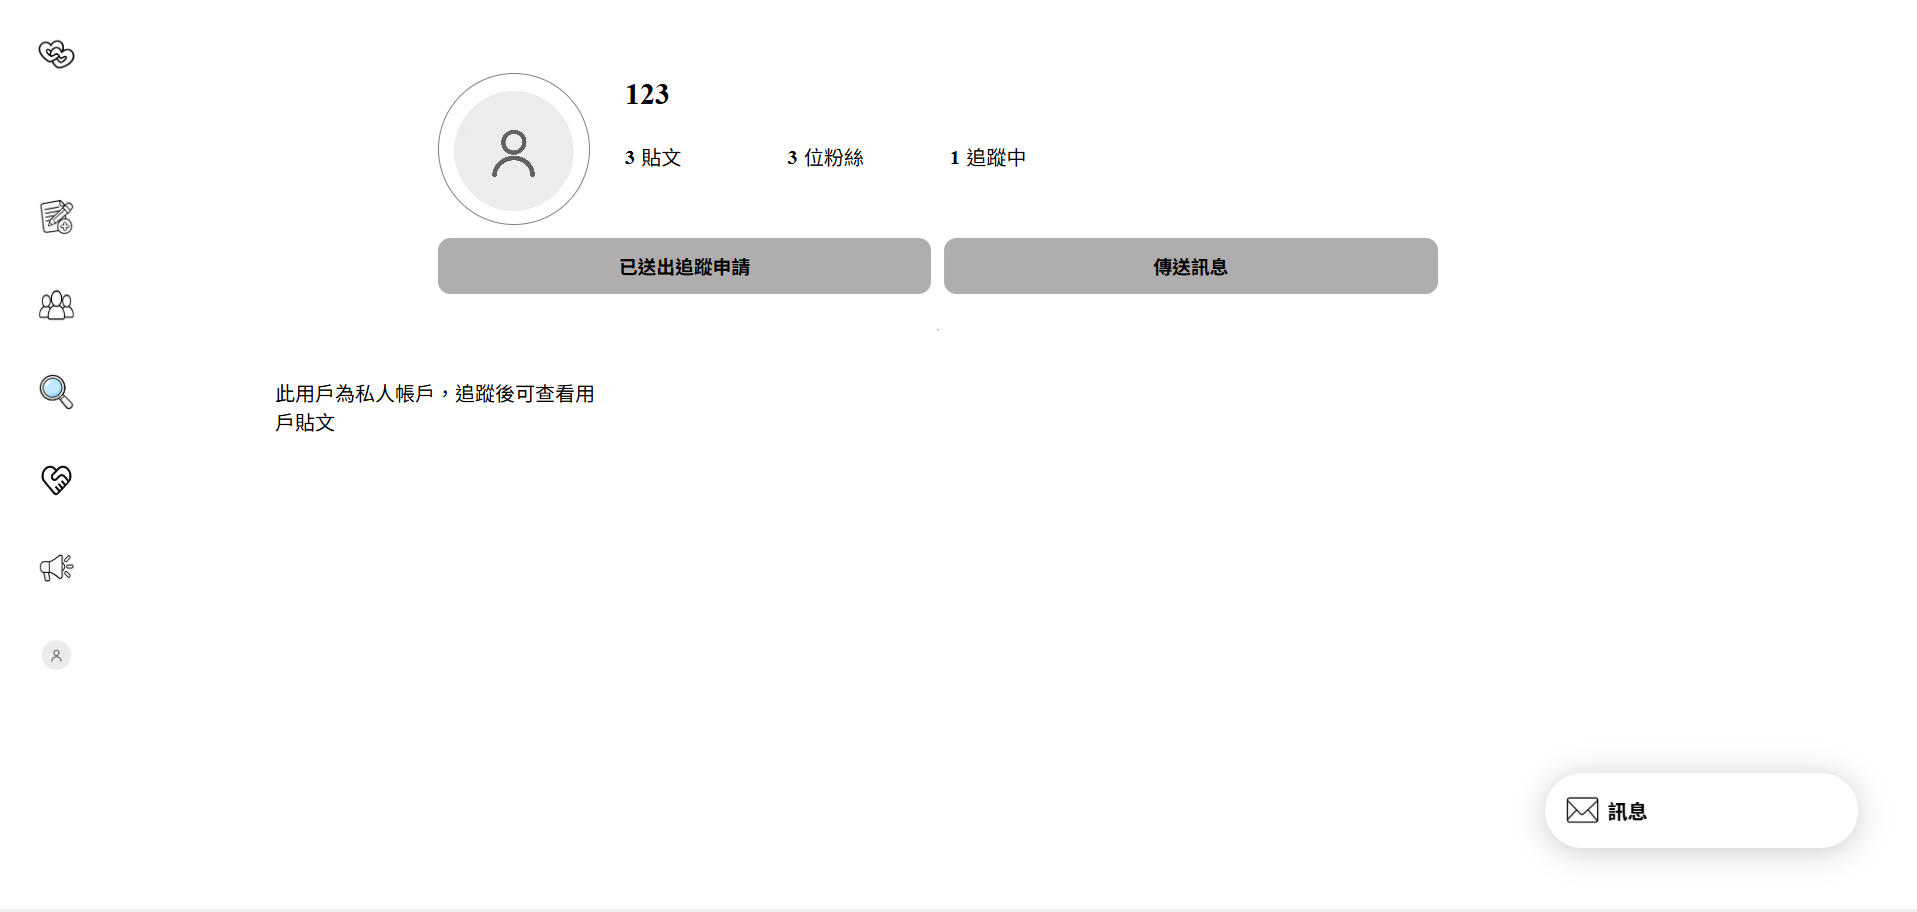 123
3 貼文 3 位粉絲 1 追蹤中
已送出追蹤申請 傳送訊息
此用戶為私人帳戶，追蹤後可查看用
戶貼文
訊息